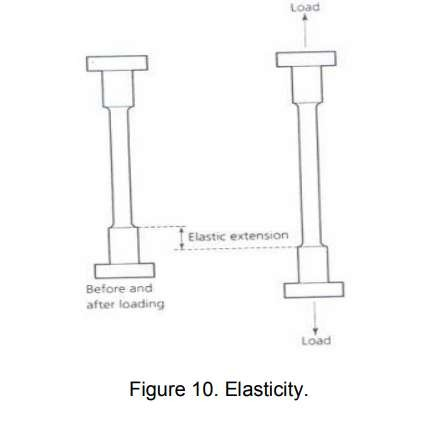 Load
Elastic extension
Before and
after loading
Load
Figure 10. Elasticity.